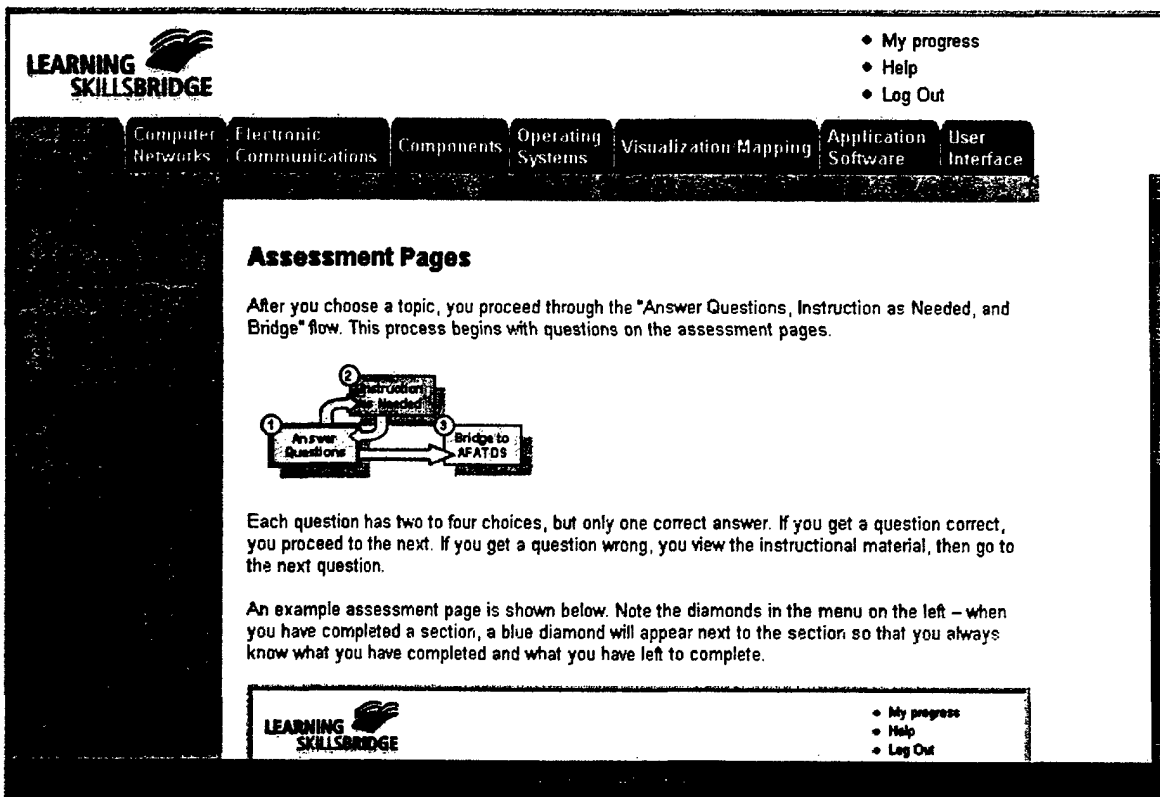 LEARNING
SKILLSBRIDGE
My progress
Help
Log Out
Computer Networks
Electronic Communications
Components
Operating Systems
Visualization/Mapping
Application Software
User Interface
Assessment Pages
After you choose a topic, you proceed through the "Answer Questions, Instruction as Needed, and
Bridge" flow. This process begins with questions on the assessment pages.
2
Instruction
as Needed
1
Answer
Questions
3
Bridge to
AFATDS
Each question has two to four choices, but only one correct answer. If you get a question correct,
you proceed to the next. If you get a question wrong, you view the instructional material, then go to
the next question.
An example assessment page is shown below. Note the diamonds in the menu on the left – when
you have completed a section, a blue diamond will appear next to the section so that you always
know what you have completed and what you have left to complete.
LEARNING
SKILLSBRIDGE
My progress
Help
Log Out